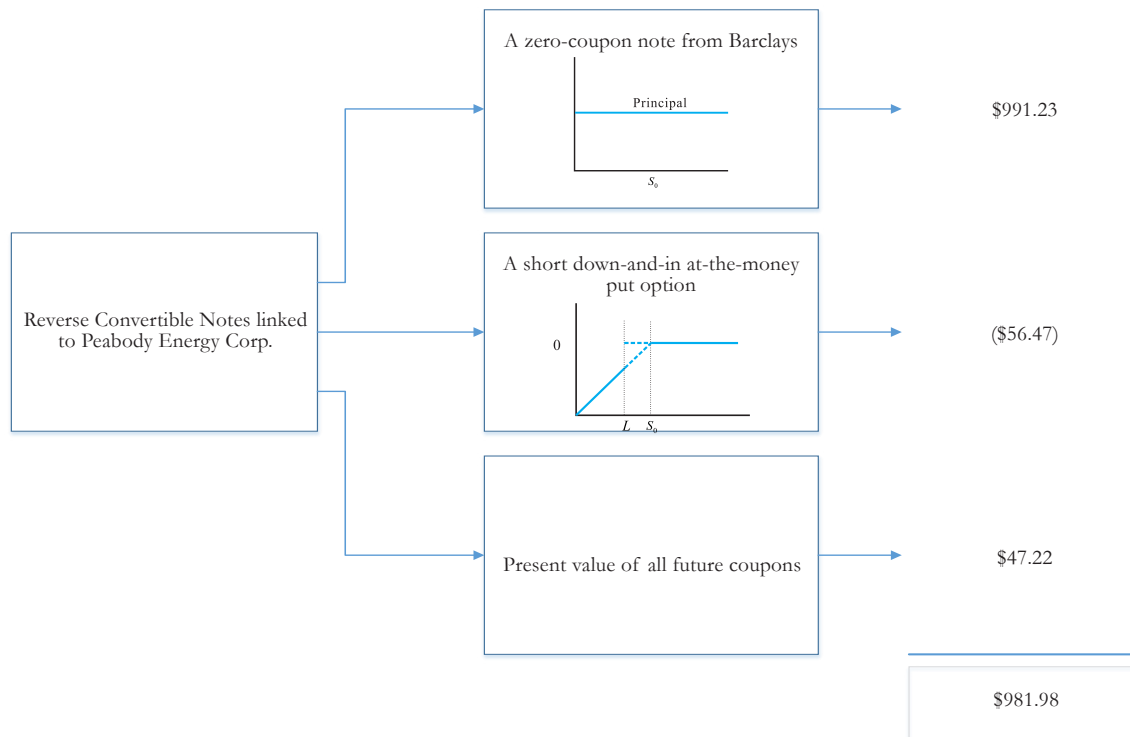 A zero-coupon note from Barclays
Principal
S₀
$991.23
Reverse Convertible Notes linked
to Peabody Energy Corp.
A short down-and-in at-the-money
put option
0
L S₀
($56.47)
Present value of all future coupons
$47.22
$981.98